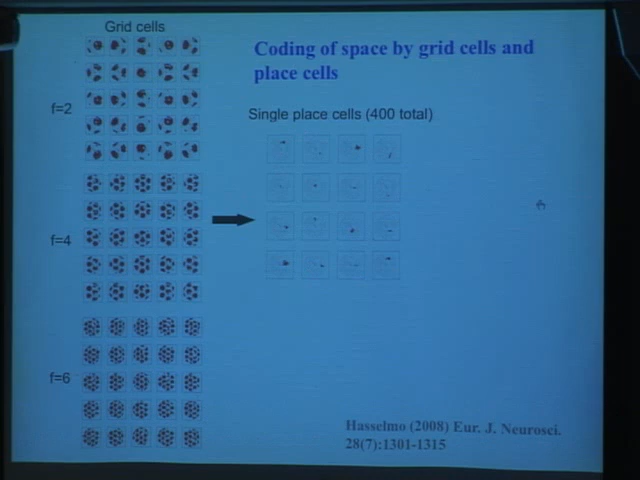 Grid cells
Coding of space by grid cells and
place cells
f=2
Single place cells (400 total)
f=4
f=6
Hasselmo (2008) Eur. J. Neurosci.
28(7):1301-1315